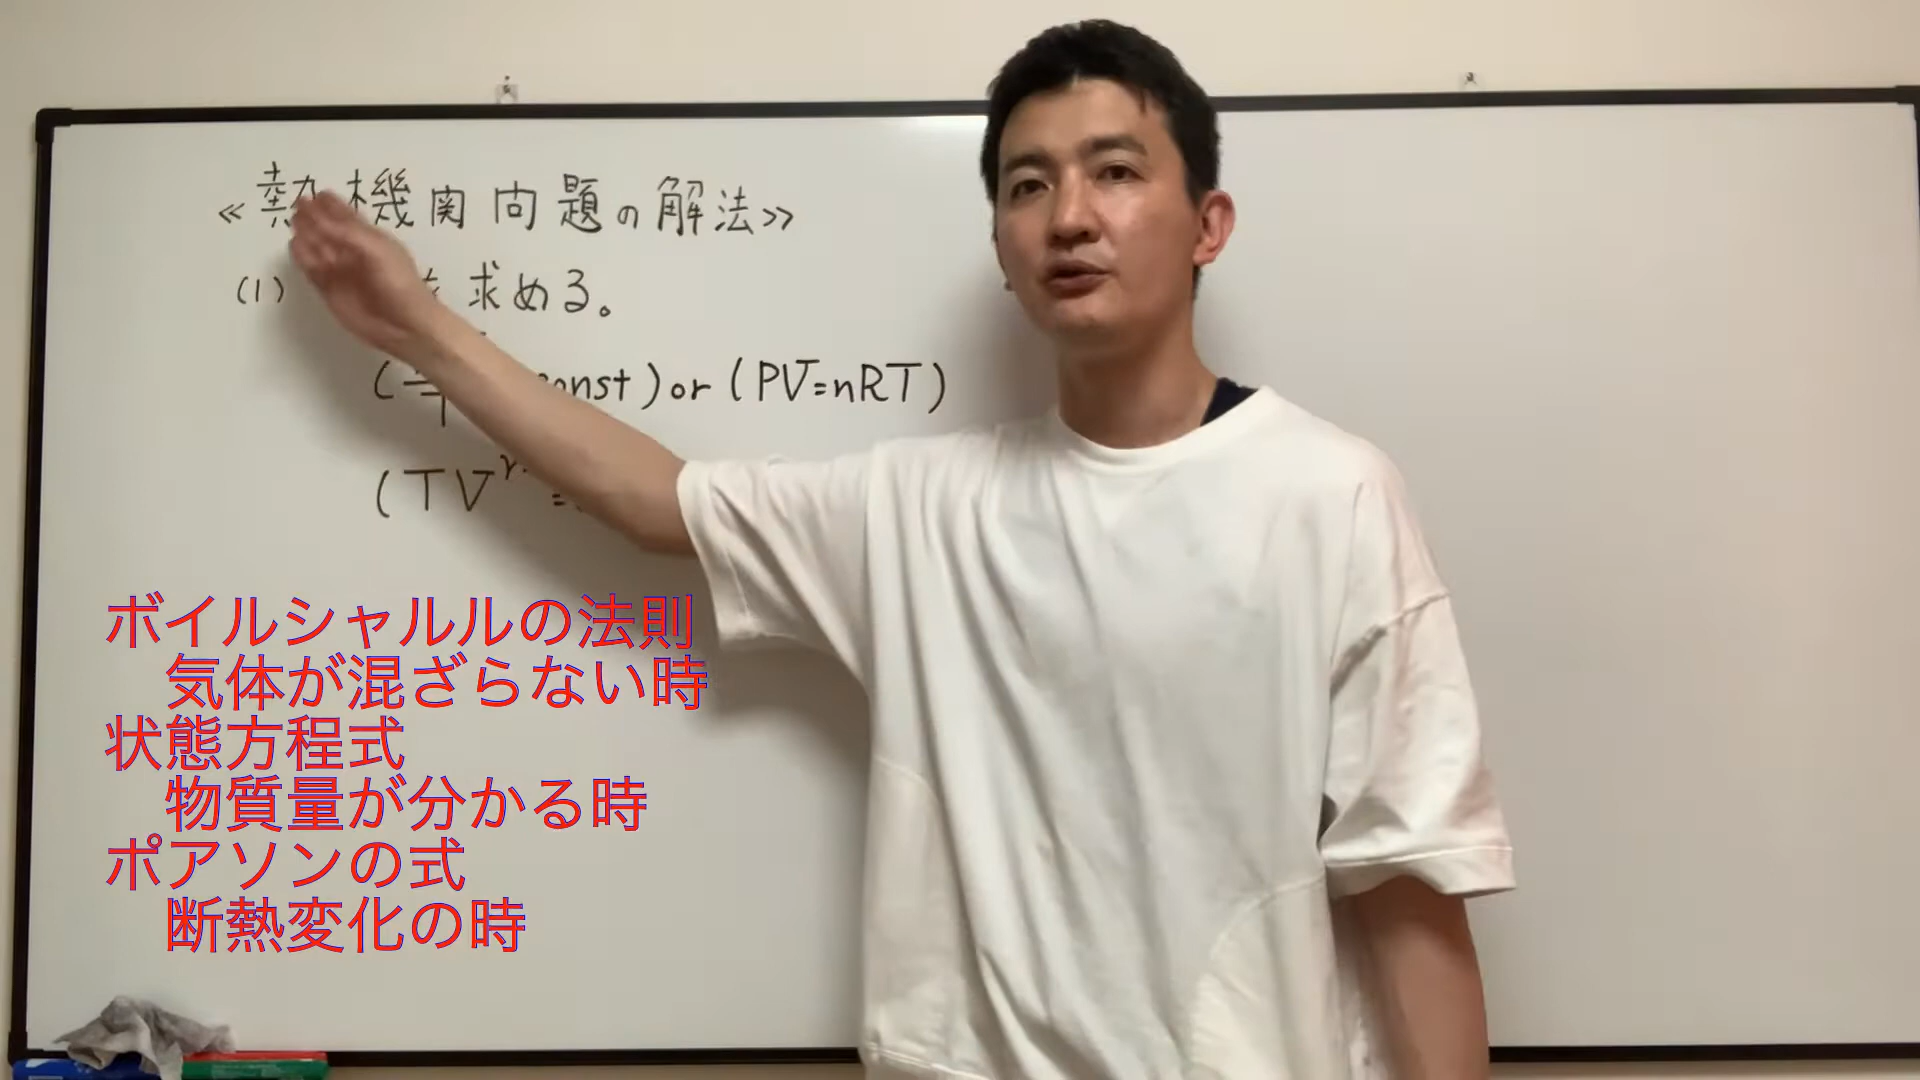 ≪熱機関問題の解法≫
(1) 求める。
( const ) or (PV=nRT)
(TV^γ- =
ボイルシャルルの法則
気体が混ざらない時
状態方程式
物質量が分かる時
ポアソンの式
断熱変化の時